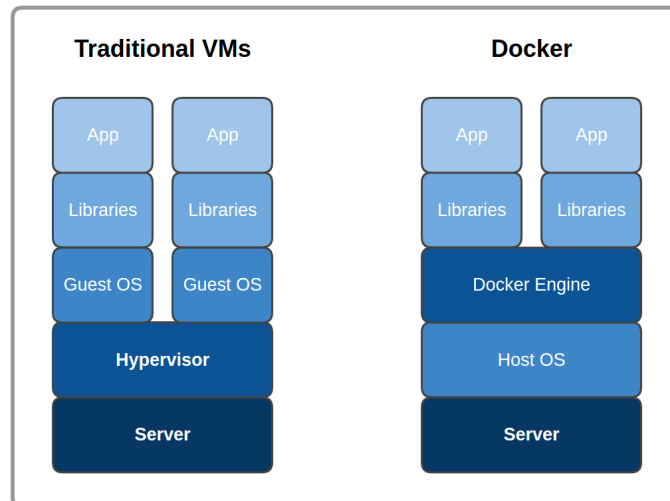 Traditional VMs
App
App
Libraries
Libraries
Guest OS
Guest OS
Hypervisor
Server
Docker
App
App
Libraries
Libraries
Docker Engine
Host OS
Server